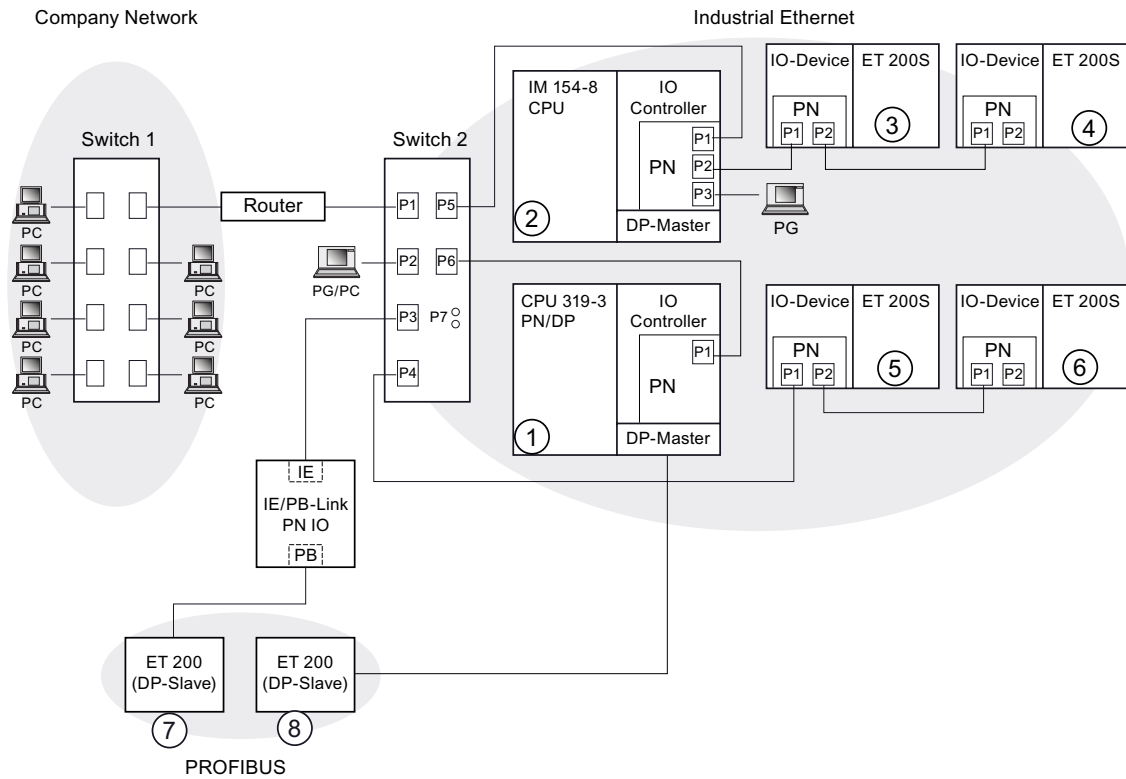 Company Network
Industrial Ethernet
Switch 1
PC
PC
PC
PC
PC
PC
PC
Router
Switch 2
P1
P5
P2
P6
P3
P7
P4
PG/PC
IM 154-8
CPU
IO
Controller
PN
P1
P2
P3
DP-Master
2
PG
IO-Device
ET 200S
PN
P1 P2
3
IO-Device
ET 200S
PN
P1 P2
4
CPU 319-3
PN/DP
IO
Controller
P1
PN
DP-Master
1
IO-Device
ET 200S
PN
P1 P2
5
IO-Device
ET 200S
PN
P1 P2
6
IE
IE/PB-Link
PN IO
PB
ET 200
(DP-Slave)
7
ET 200
(DP-Slave)
8
PROFIBUS